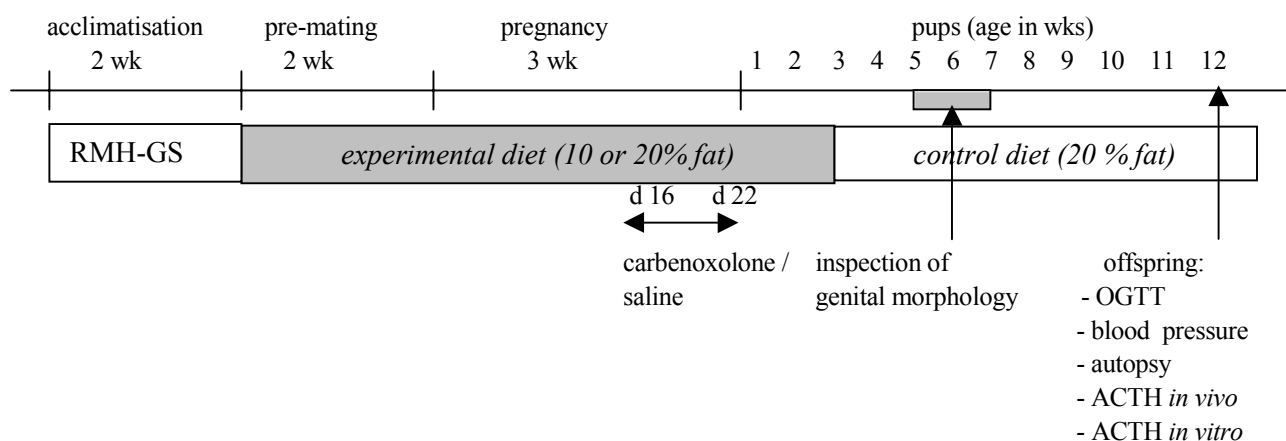 acclimatisation pre-mating pregnancy pups (age in wks)
2 wk 2 wk 3 wk 1 2 3 4 5 6 7 8 9 10 11 12
RMH-GS experimental diet (10 or 20% fat) control diet (20 % fat)
d 16 d 22
carbenoxolone /
saline
inspection of
genital morphology
offspring:
- OGTT
- blood pressure
- autopsy
- ACTH in vivo
- ACTH in vitro